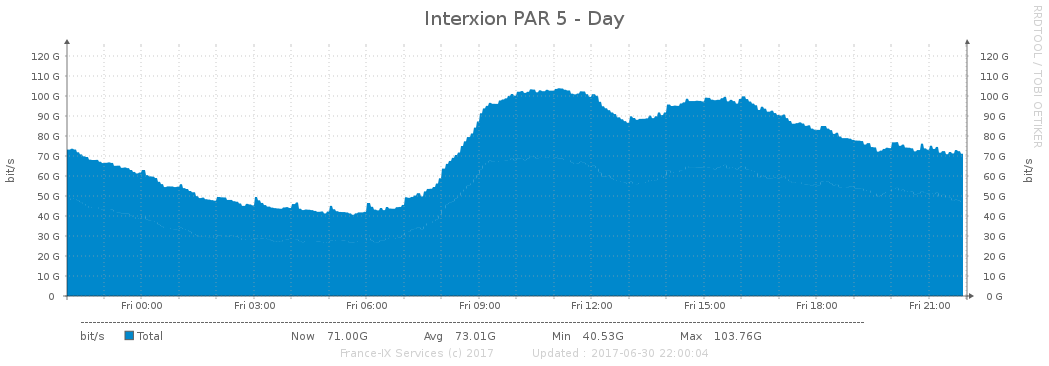 Interxion PAR 5 - Day
RRDTOOL / TOBI OETIKER
120 G 120 G
110 G 110 G
100 G 100 G
90 G 90 G
80 G 80 G
70 G 70 G
60 G 60 G
50 G 50 G
40 G 40 G
30 G 30 G
20 G 20 G
10 G 10 G
0 0 G
bit/s
bit/s
Fri 00:00 Fri 03:00 Fri 06:00 Fri 09:00 Fri 12:00 Fri 15:00 Fri 18:00 Fri 21:00
bit/s Total Now 71.00G Avg 73.01G Min 40.53G Max 103.76G
France-IX Services (c) 2017 Updated : 2017-06-30 22:00:04